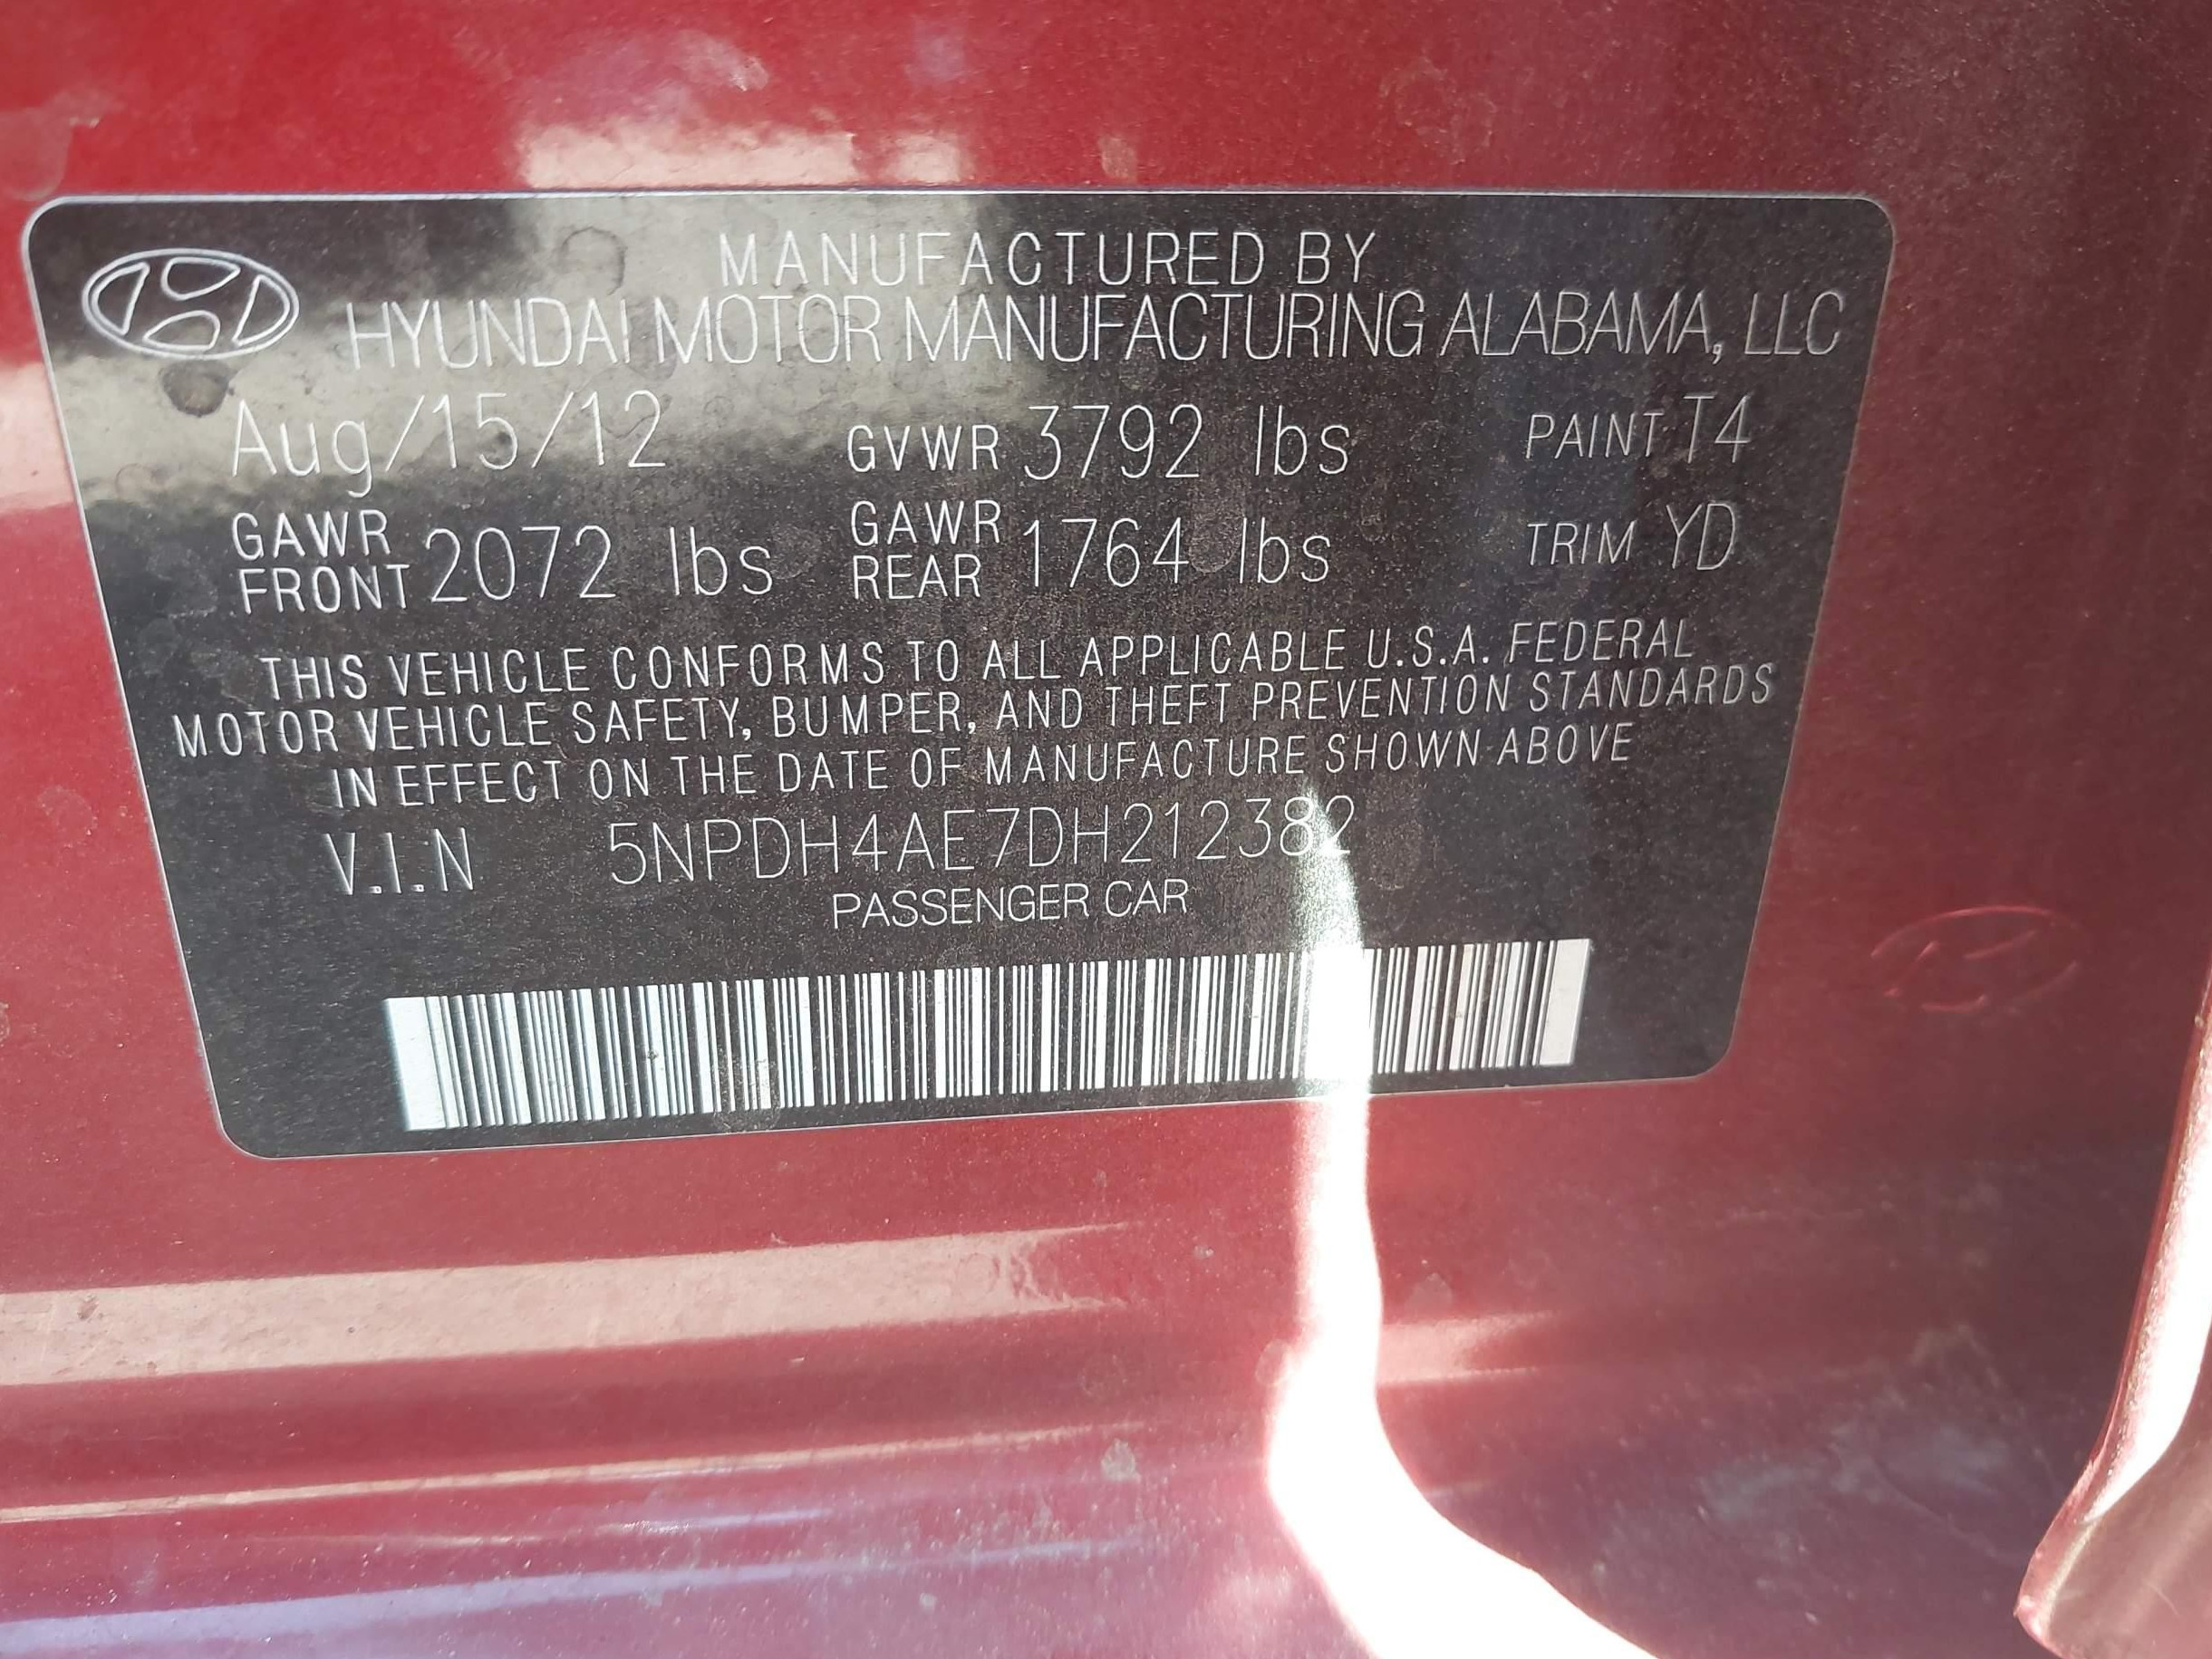 MANUFACTURED BY
HYUNDAI MOTOR MANUFACTURING ALABAMA, LLC
Aug/15/12 GVWR 3792 lbs PAINT T4
GAWR FRONT 2072 lbs GAWR REAR 1764 lbs TRIM YD
THIS VEHICLE CONFORMS TO ALL APPLICABLE U.S.A. FEDERAL
MOTOR VEHICLE SAFETY, BUMPER, AND THEFT PREVENTION STANDARDS
IN EFFECT ON THE DATE OF MANUFACTURE SHOWN ABOVE
V.I.N 5NPDH4AE7DH212382
PASSENGER CAR